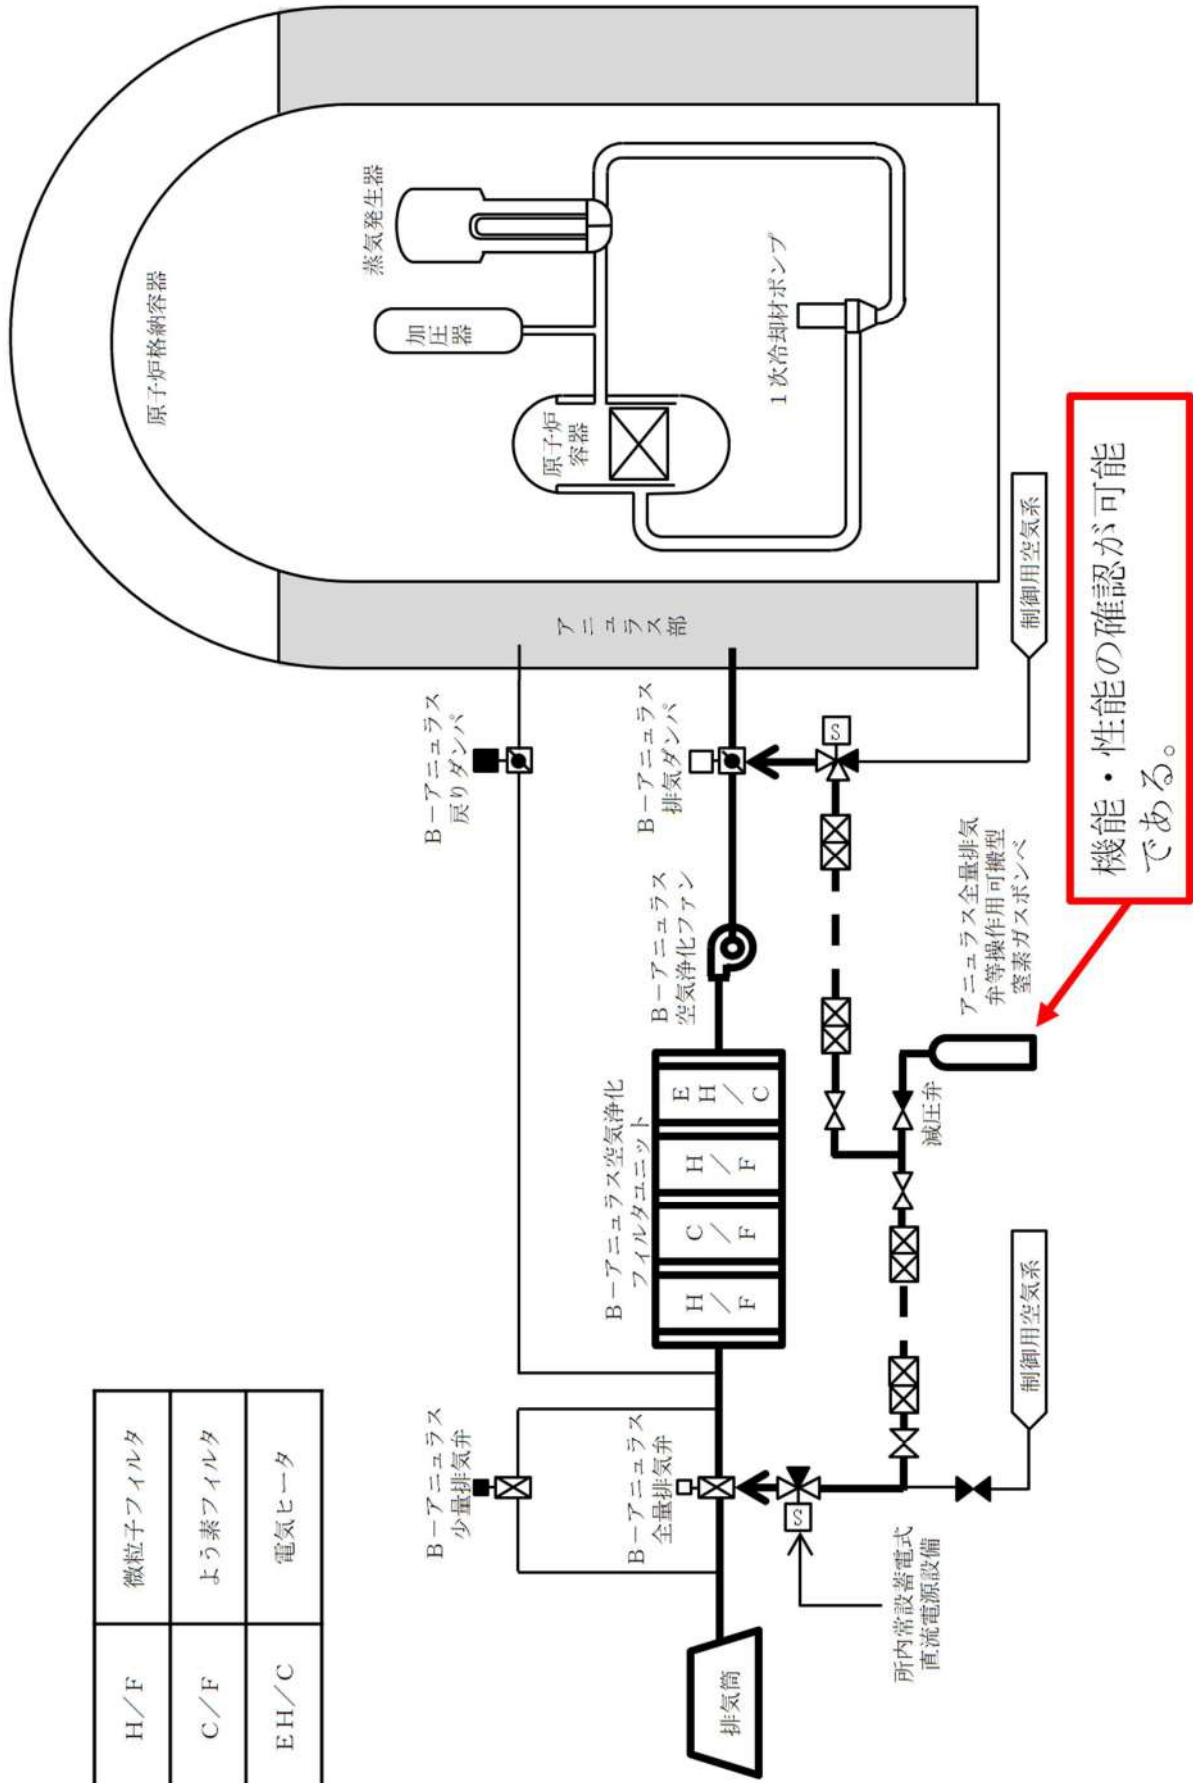 原子炉格納容器
蒸気発生器
加圧
器
原子炉
容器
1次冷却材ポンプ
アニュラス部
B－アニュラス
戻りダンパ
B－アニュラス
排気ダンパ
S
制御用空気系
B－アニュラス
空気浄化ファン
B－アニュラス空気浄化
フィルタユニット
H／F
C／F
H／F
EH／C
アニュラス全量排気
弁等操作用可搬型
窒素ガスボンベ
減圧弁
機能・性能の確認が可能
である。
B－アニュラス
少量排気弁
B－アニュラス
全量排気弁
S
制御用空気系
所内常設蓄電式
直流電源設備
排気筒
H／F 微粒子フィルタ
C／F よう素フィルタ
EH／C 電気ヒータ